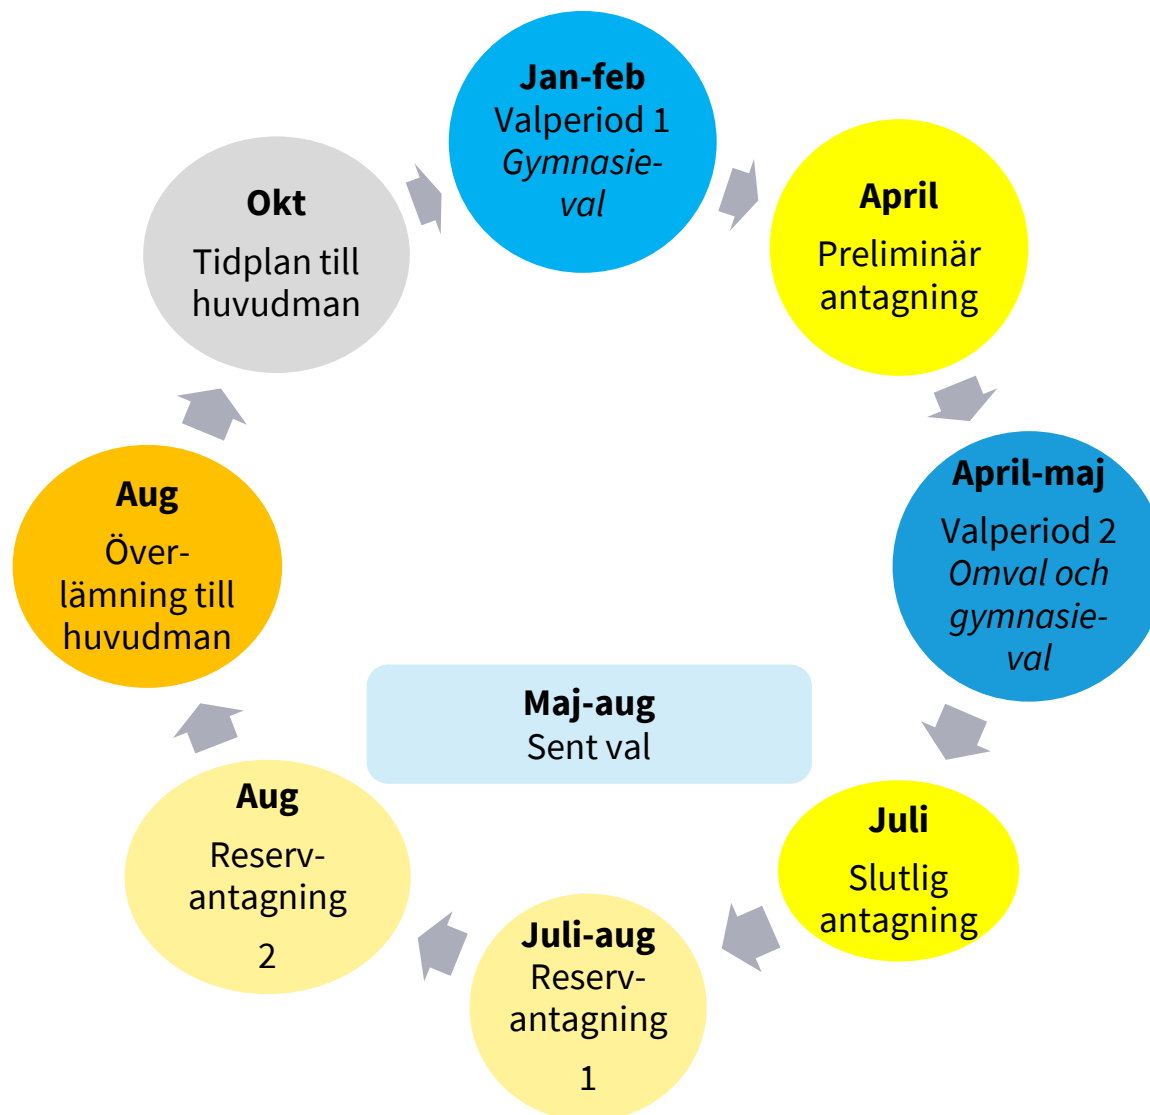 Jan-feb
Valperiod 1
Gymnasie-
val
April
Preliminär
antagning
April-maj
Valperiod 2
Omval och
gymnasie-
val
Juli
Slutlig
antagning
Juli-aug
Reserv-
antagning
1
Aug
Reserv-
antagning
2
Aug
Över-
lämning till
huvudman
Okt
Tidplan till
huvudman
Maj-aug
Sent val